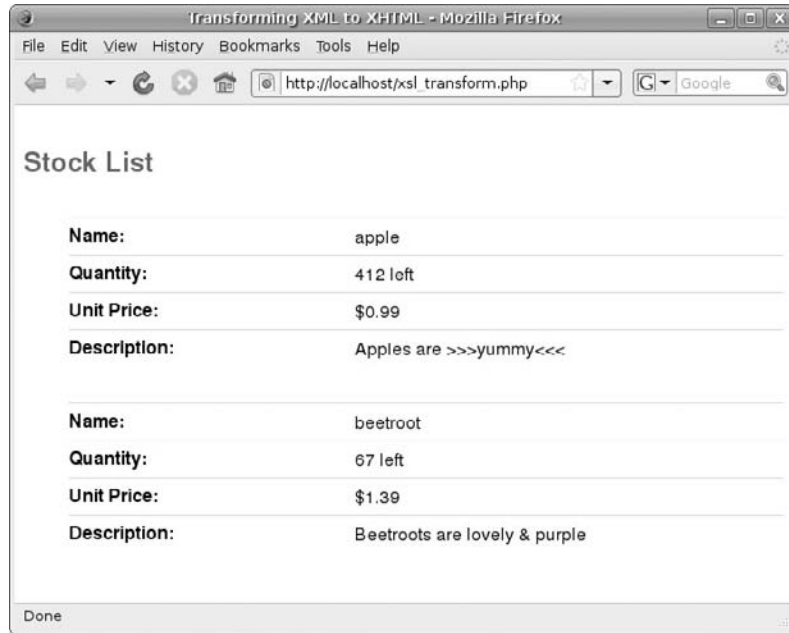 Transforming XML to XHTML - Mozilla Firefox
File Edit View History Bookmarks Tools Help
http://localhost/xsl_transform.php G Google
Stock List
Name: apple
Quantity: 412 left
Unit Price: $0.99
Description: Apples are >>>yummy<<<
Name: beetroot
Quantity: 67 left
Unit Price: $1.39
Description: Beetroots are lovely & purple
Done